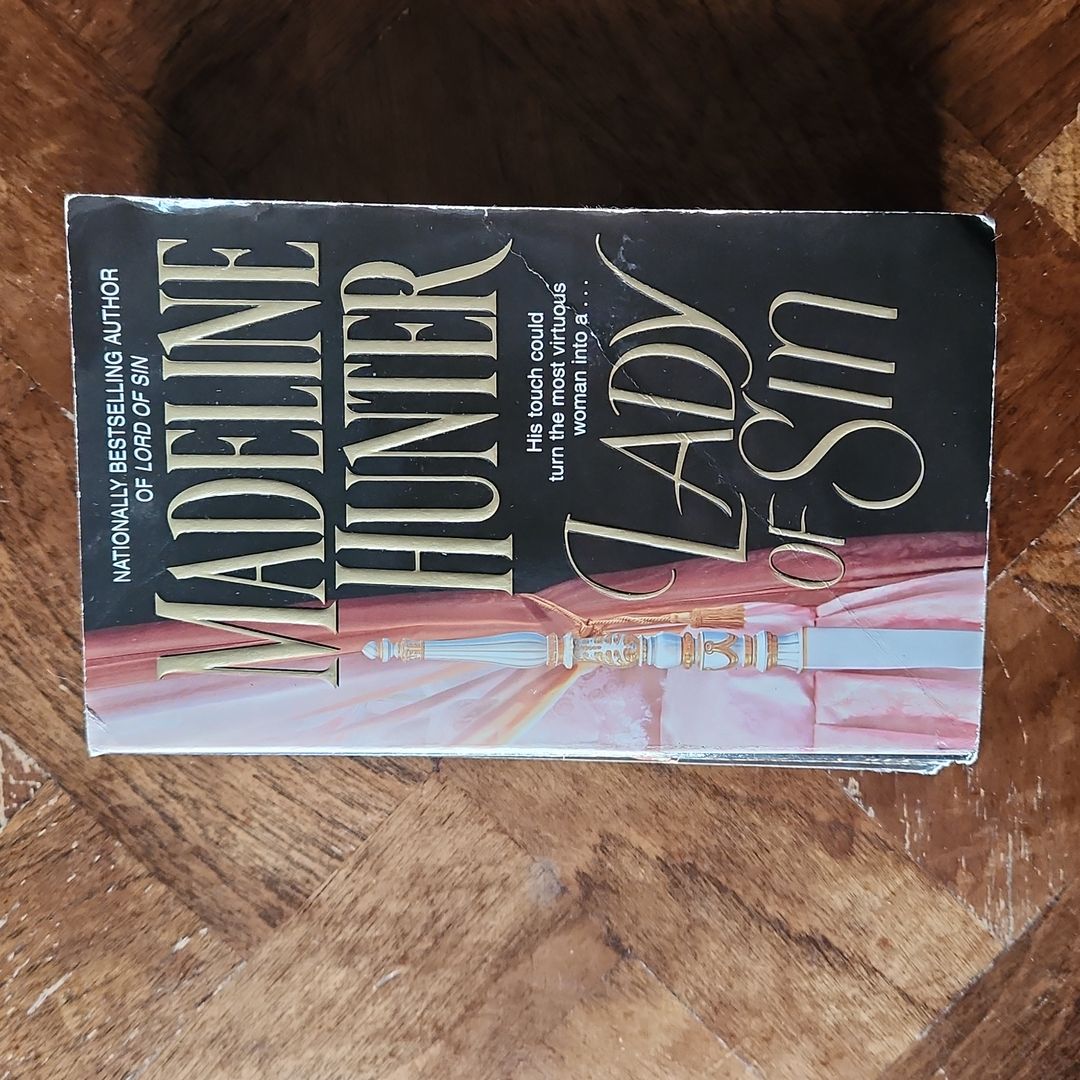 NATIONALLY BESTSELLING AUTHOR
OF LORD OF SIN
MADELINE
HUNTER
His touch could
turn the most virtuous
woman into a . . .
LADY
OF SIN